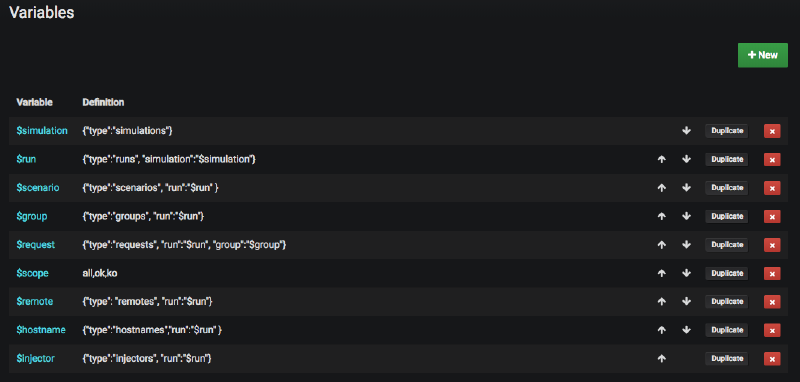 Variables
+ New
Variable Definition
$simulation {"type":"simulations"} Duplicate
$run {"type":"runs", "simulation":"$simulation"} Duplicate
$scenario {"type":"scenarios", "run":"$run" } Duplicate
$group {"type":"groups", "run":"$run"} Duplicate
$request {"type":"requests", "run":"$run", "group":"$group"} Duplicate
$scope all,ok,ko Duplicate
$remote {"type": "remotes", "run":"$run"} Duplicate
$hostname {"type":"hostnames","run":"$run" } Duplicate
$injector {"type":"injectors", "run":"$run"} Duplicate